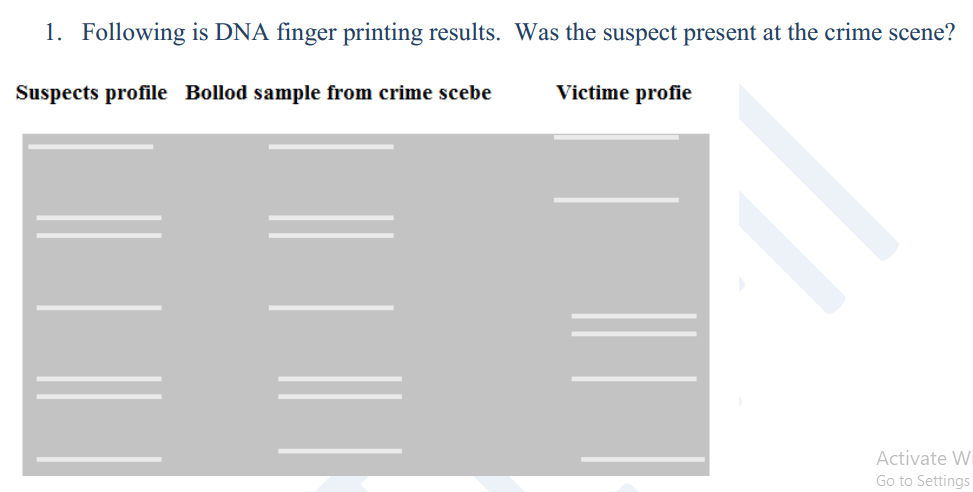 1. Following is DNA finger printing results. Was the suspect present at the crime scene?
Suspects profile Bollod sample from crime scebe Victime profie
Activate Wi
Go to Settings